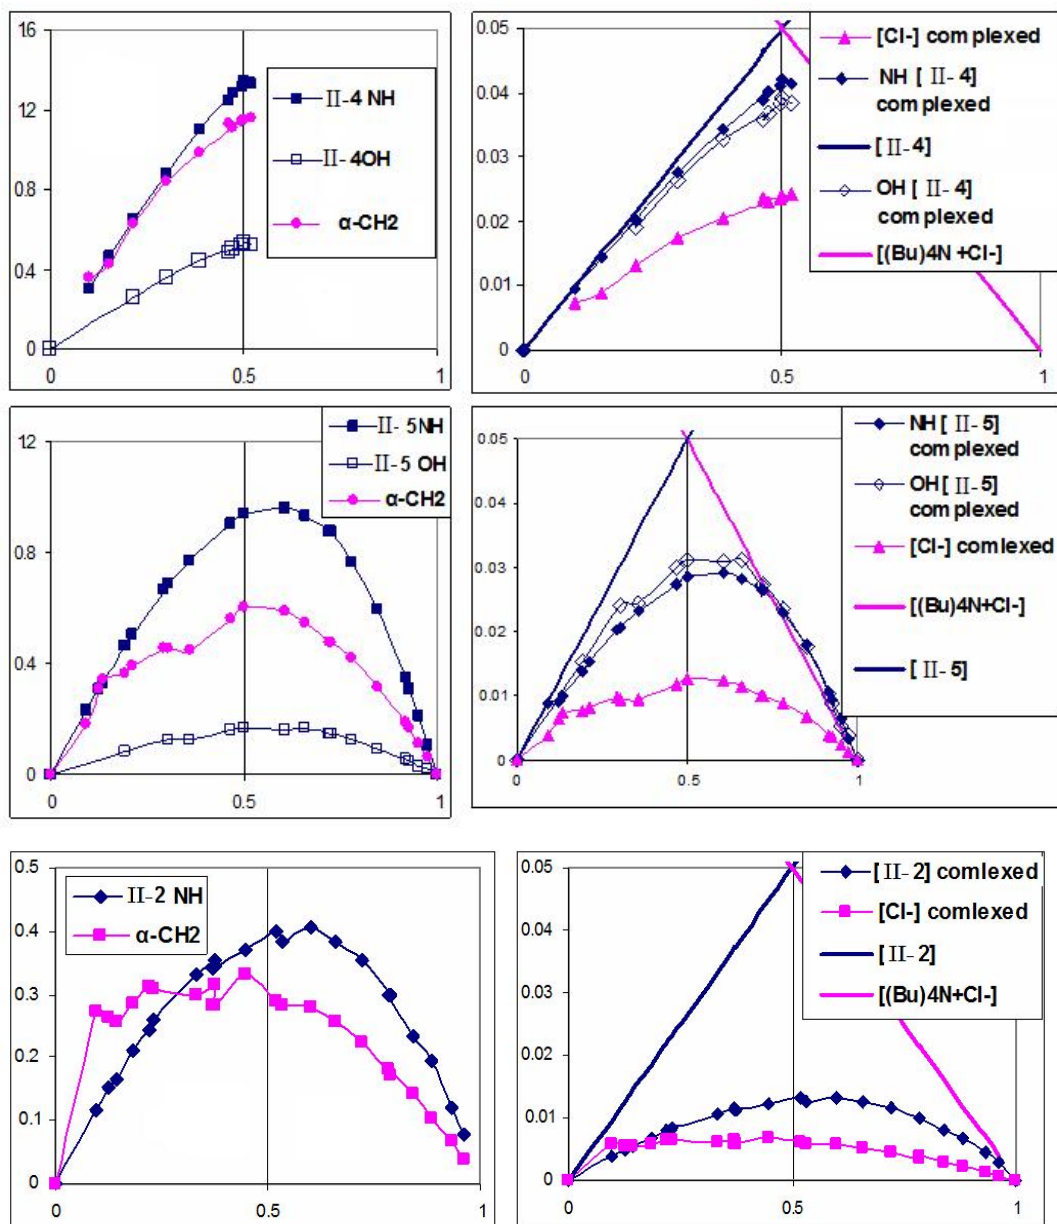 16
12
0.8
0.4
0
0
0.5
1
II-4 NH
II-4OH
α-CH2
0.05
0.04
0.03
0.02
0.01
0
0
0.5
1
[Cl-] com plexed
NH [ II-4]
com plexed
[ II-4]
OH [ II-4]
com plexed
[(Bu)4N +Cl-]
12
0.8
0.4
0
0
0.5
1
II- 5NH
II-5 OH
α-CH2
0.05
0.04
0.03
0.02
0.01
0
0
0.5
1
NH [ II-5]
com plexed
OH [ II-5]
com plexed
[Cl-] comlexed
[(Bu)4N+Cl-]
[ II-5]
0.5
0.4
0.3
0.2
0.1
0
0
0.5
1
II-2 NH
α-CH2
0.05
0.04
0.03
0.02
0.01
0
0
0.5
1
[ II-2] comlexed
[Cl-] comlexed
[ II-2]
[(Bu)4N+Cl-]